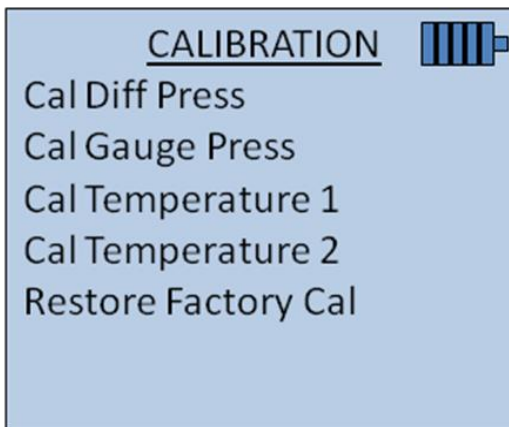 CALIBRATION
Cal Diff Press
Cal Gauge Press
Cal Temperature 1
Cal Temperature 2
Restore Factory Cal